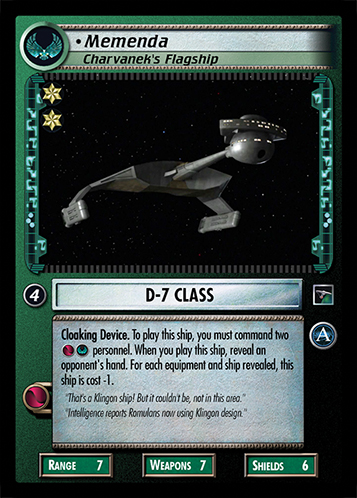 • Memenda
Charvanek's Flagship
4
D-7 CLASS
A
Cloaking Device. To play this ship, you must command two
personnel. When you play this ship, reveal an
opponent's hand. For each equipment and ship revealed, this
ship is cost -1.
"That's a Klingon ship! But it couldn't be, not in this area."
"Intelligence reports Romulans now using Klingon design."
RANGE 7
WEAPONS 7
SHIELDS 6